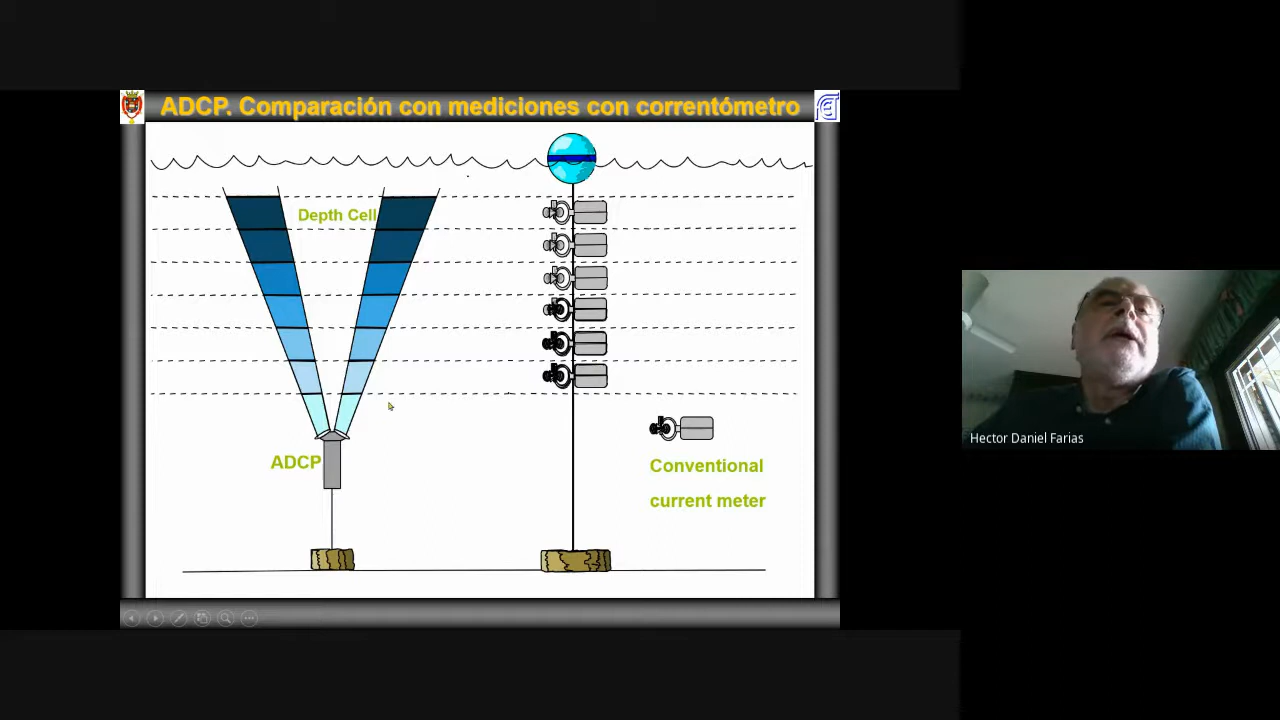 ADCP. Comparación con mediciones con correntómetro
Depth Cell
ADCP
Conventional
current meter
Hector Daniel Farias